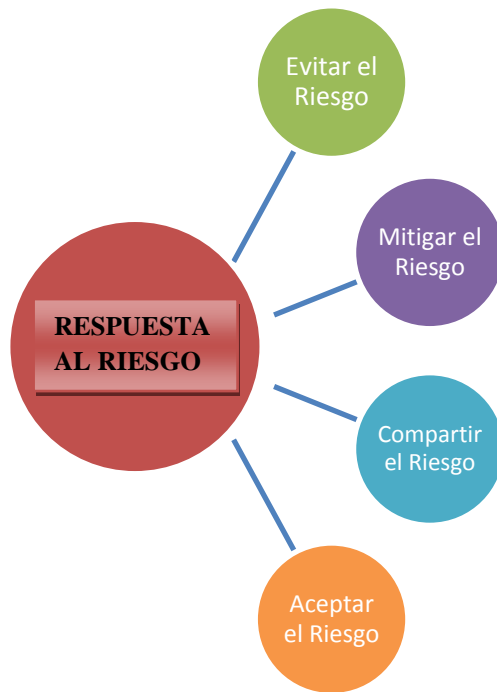 Evitar el
Riesgo
Mitigar el
Riesgo
RESPUESTA
AL RIESGO
Compartir
el Riesgo
Aceptar
el Riesgo